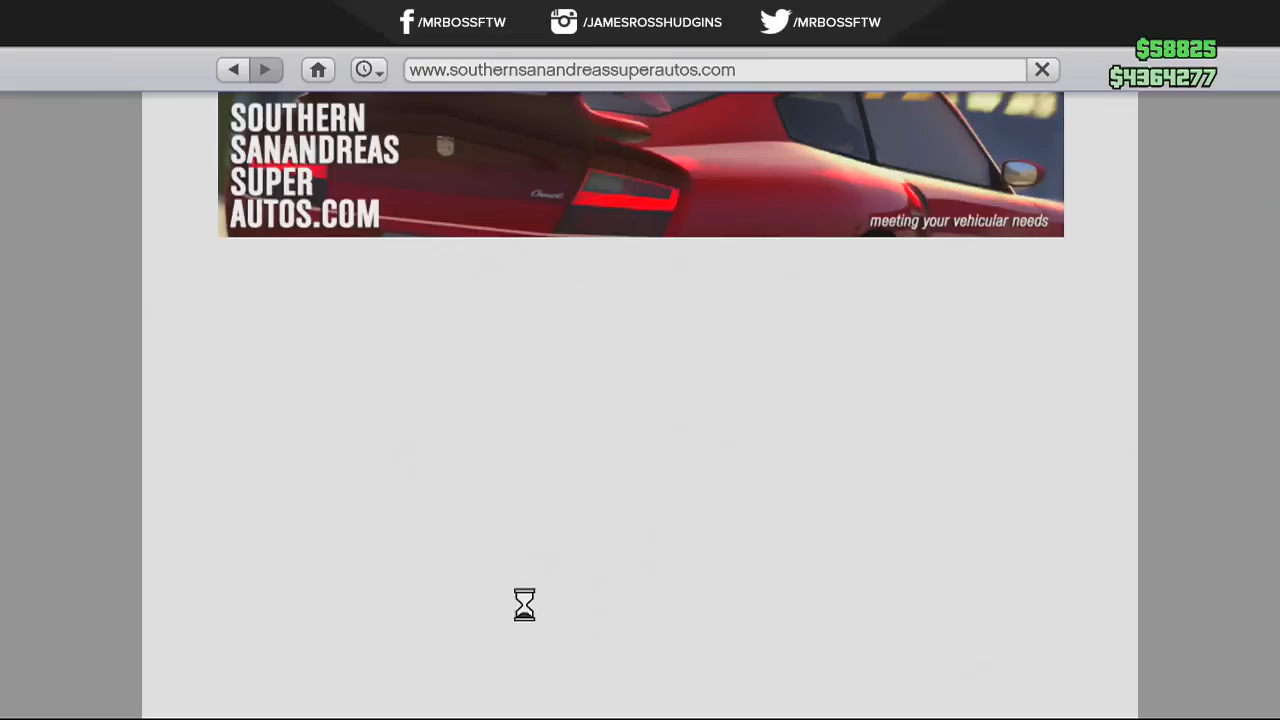 /MRBOSSFTW
/JAMESROSSHUDGINS
/MRBOSSFTW
$58825
www.southernsanandreassuperautos.com
$4364277
SOUTHERN
SANANDREAS
SUPER
AUTOS.COM
meeting your vehicular needs